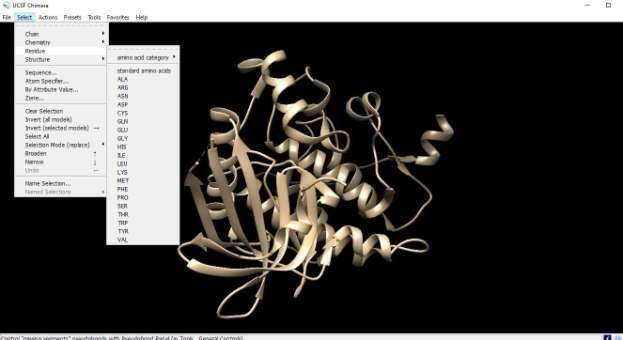 UCSF Chimera
File Select Actions Presets Tools Favorites Help
Chain
Chemistry
Residue
Structure
Sequence...
Atom Specifier...
By Attribute Value...
Zone...
Clear Selection
Invert (all models)
Invert (selected models) →
Select All
Selection Mode (replace)
Broaden ↑
Narrow ↓
Undo ←
Name Selection...
Named Selections
amino acid category
standard amino acids
ALA
ARG
ASN
ASP
CYS
GLN
GLU
GLY
HIS
ILE
LEU
LYS
MET
PHE
PRO
SER
THR
TRP
TYR
VAL
Control "missing segments" pseudobonds with PseudoBond Panel (in Tools... General Controls)